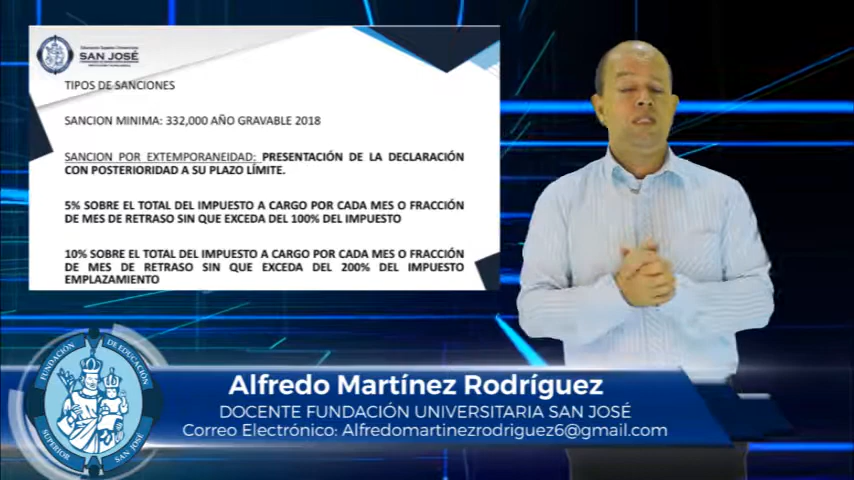 SAN JOSÉ
TIPOS DE SANCIONES
SANCION MINIMA: 332,000 AÑO GRAVABLE 2018
SANCION POR EXTEMPORANEIDAD: PRESENTACIÓN DE LA DECLARACIÓN
CON POSTERIORIDAD A SU PLAZO LÍMITE.
5% SOBRE EL TOTAL DEL IMPUESTO A CARGO POR CADA MES O FRACCIÓN
DE MES DE RETRASO SIN QUE EXCEDA DEL 100% DEL IMPUESTO
10% SOBRE EL TOTAL DEL IMPUESTO A CARGO POR CADA MES O FRACCIÓN
DE MES DE RETRASO SIN QUE EXCEDA DEL 200% DEL IMPUESTO
EMPLAZAMIENTO
FUNDACIÓN DE EDUCACIÓN
SUPERIOR SAN JOSÉ
Alfredo Martínez Rodríguez
DOCENTE FUNDACIÓN UNIVERSITARIA SAN JOSÉ
Correo Electrónico: Alfredomartinezrodriguez6@gmail.com